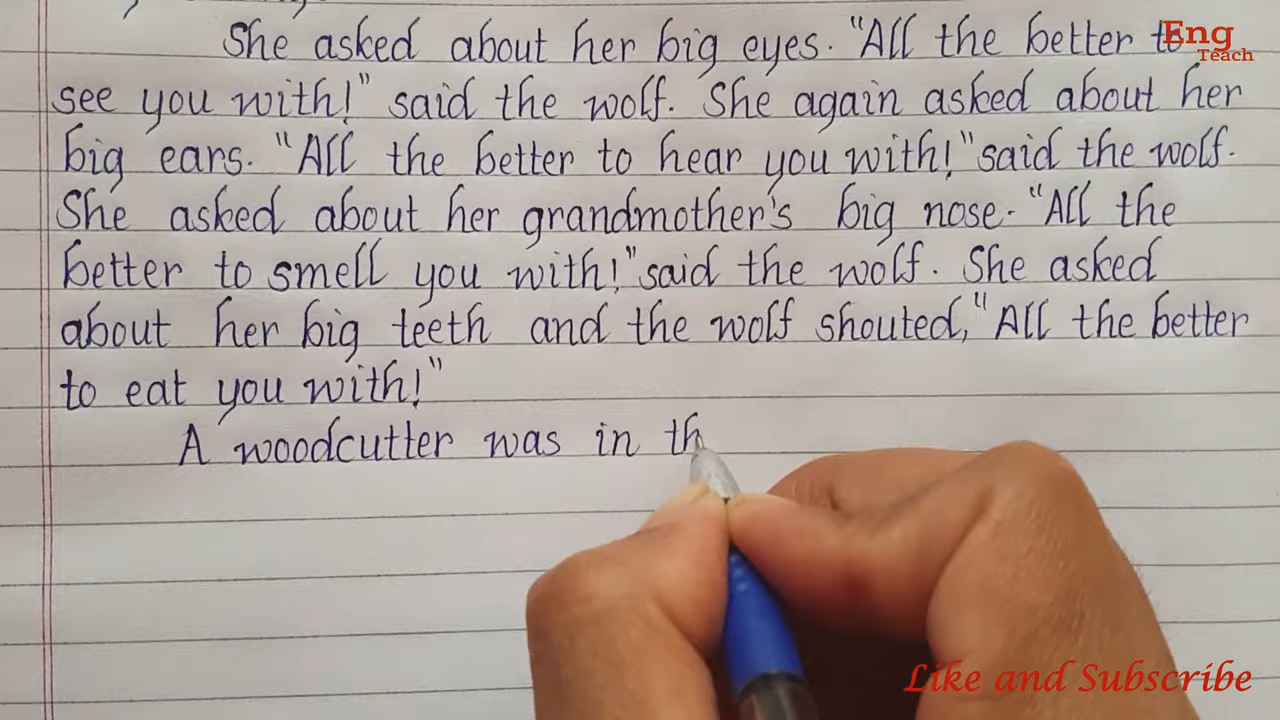 She asked about her big eyes. "All the better to
see you with!" said the wolf. She again asked about her
big ears. "All the better to hear you with!" said the wolf.
She asked about her grandmother's big nose. "All the
better to smell you with!" said the wolf. She asked
about her big teeth and the wolf shouted, "All the better
to eat you with!"
A woodcutter was in th
Eng
Teach
Like and Subscribe